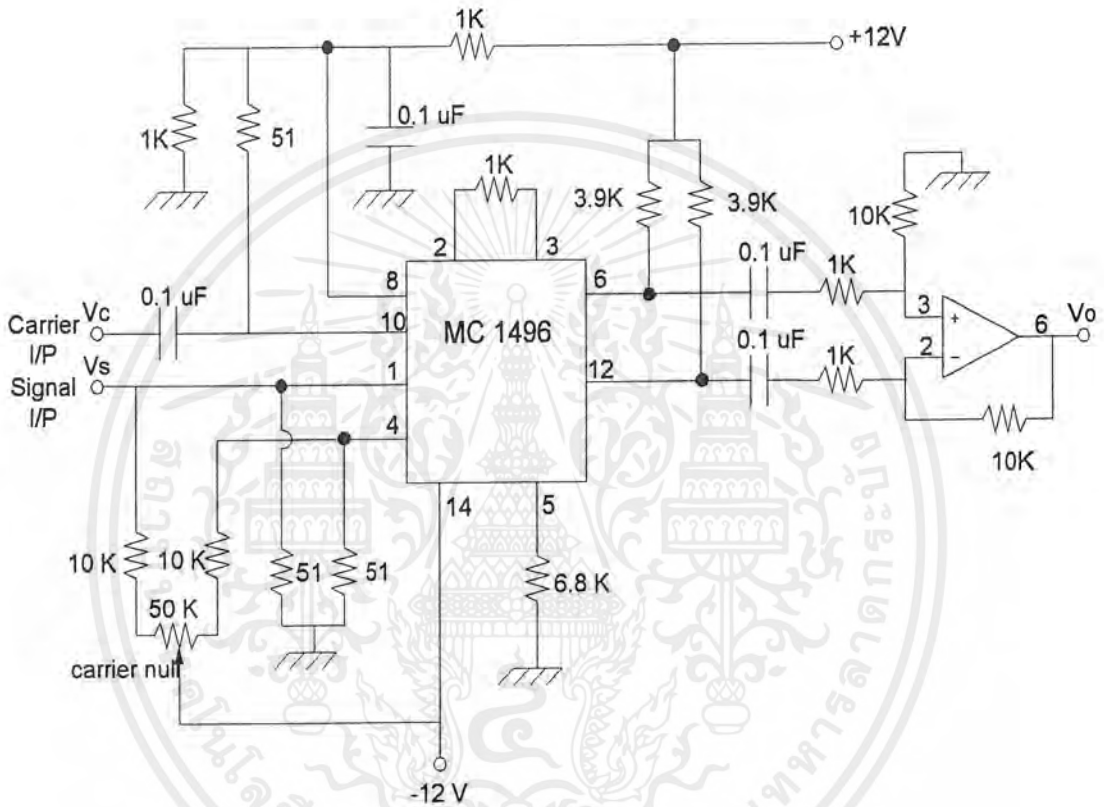 1K
+12V
1K
51
0.1 uF
1K
3.9K
3.9K
10K
2
3
0.1 uF
1K
8
6
Carrier I/P
Vc
0.1 uF
10
MC 1496
3
+
6
Vo
0.1 uF
1K
2
−
Signal I/P
Vs
1
12
4
10K
14
5
10 K
10 K
51
51
6.8 K
50 K
carrier null
-12 V